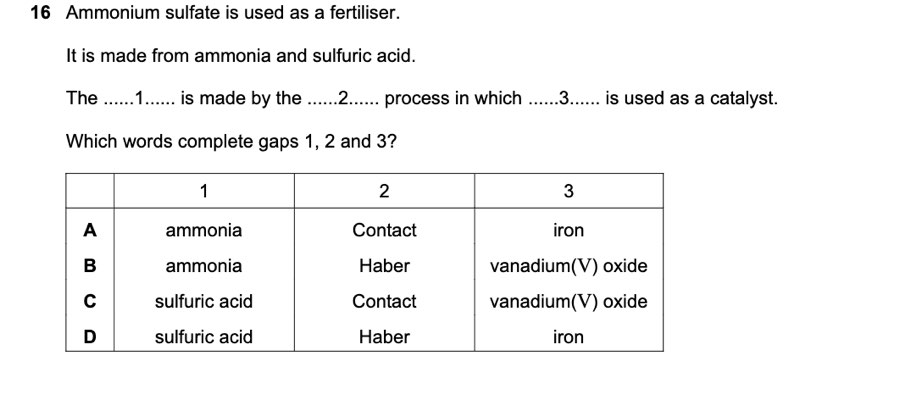 16 Ammonium sulfate is used as a fertiliser.
It is made from ammonia and sulfuric acid.
The ......1...... is made by the ......2...... process in which ......3...... is used as a catalyst.
Which words complete gaps 1, 2 and 3?
1 2 3
A ammonia Contact iron
B ammonia Haber vanadium(V) oxide
C sulfuric acid Contact vanadium(V) oxide
D sulfuric acid Haber iron